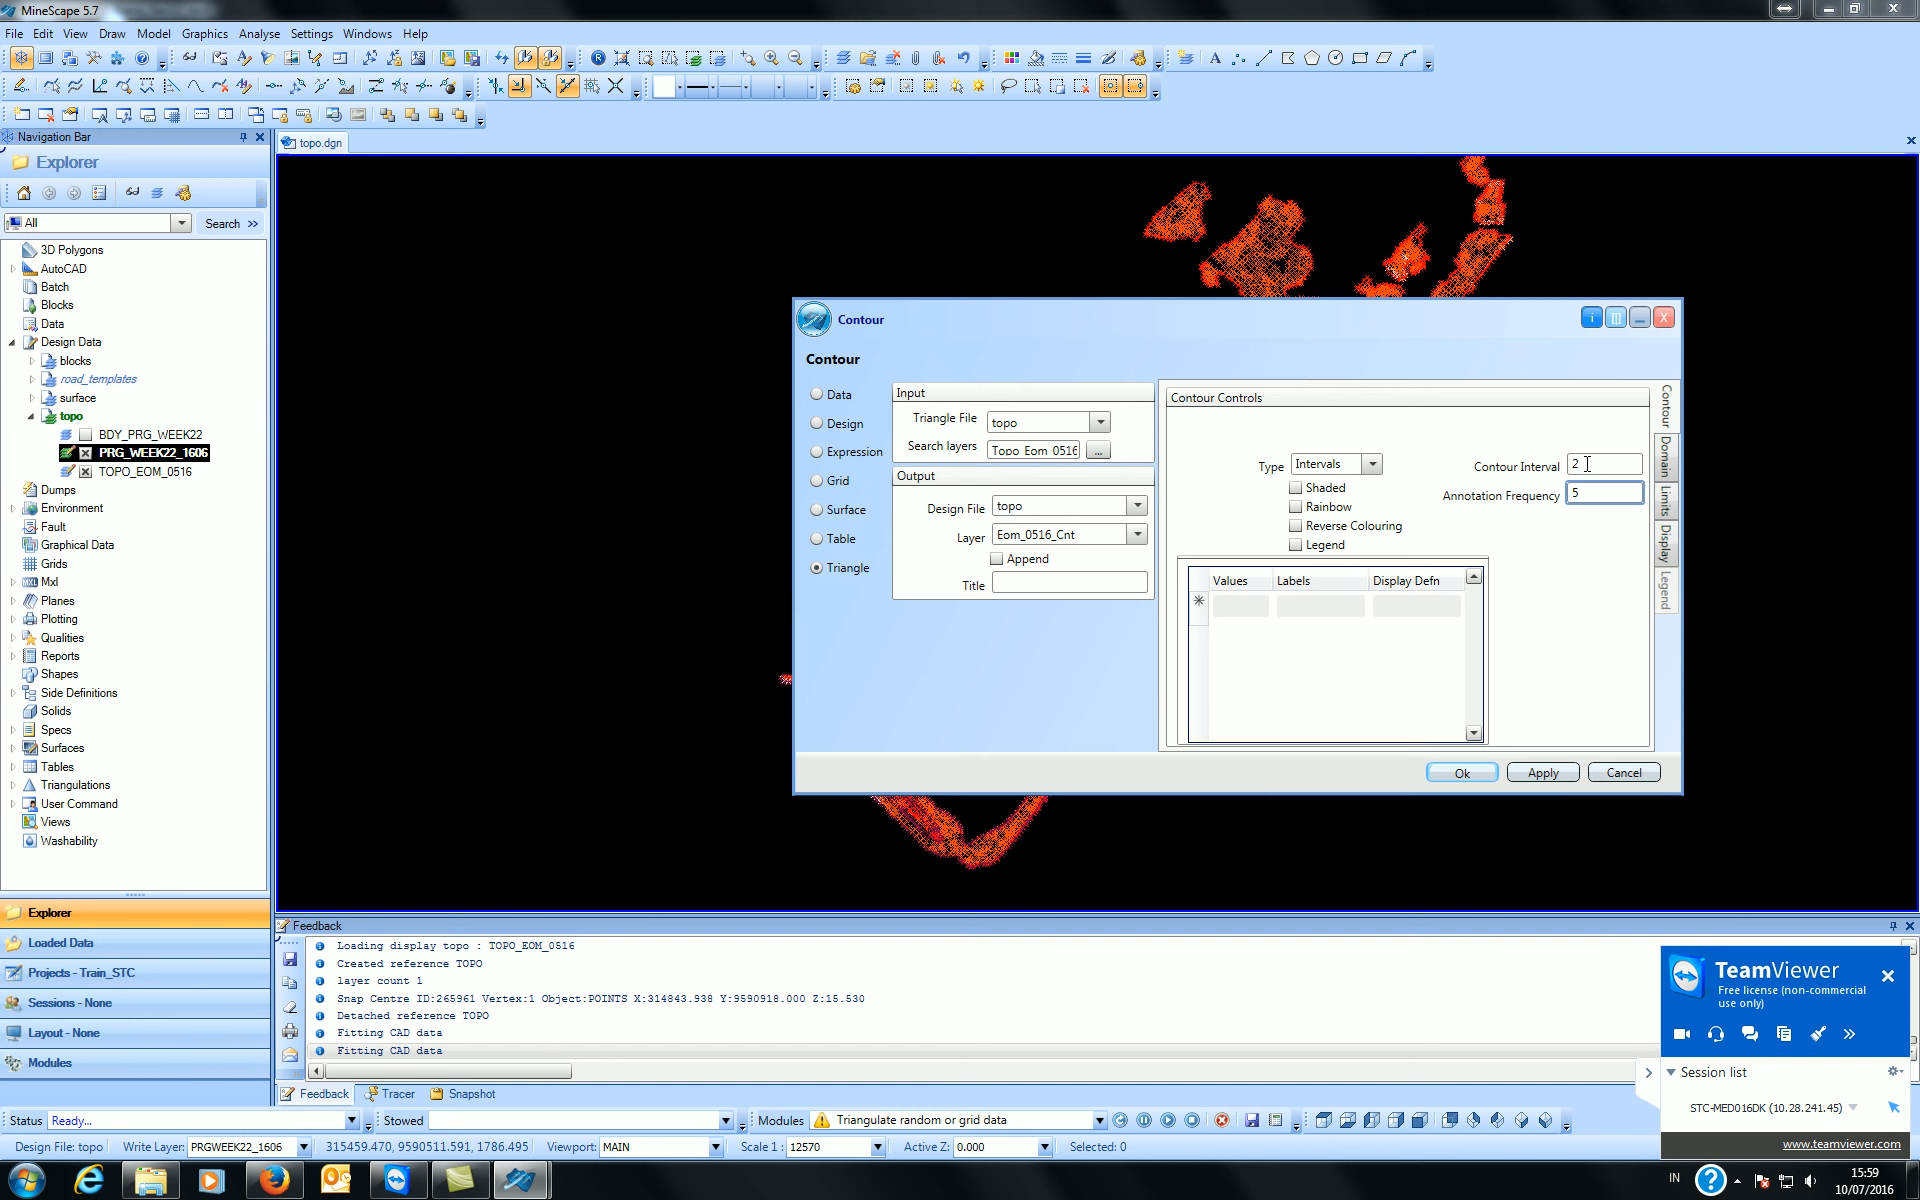 MineScape 5.7
File Edit View Draw Model Graphics Analyse Settings Windows Help
Navigation Bar
topo.dgn
Explorer
All Search >>
3D Polygons
AutoCAD
Batch
Blocks
Data
Design Data
blocks
road_templates
surface
topo
BDY_PRG_WEEK22
PRG_WEEK22_1606
TOPO_EOM_0516
Dumps
Environment
Fault
Graphical Data
Grids
Mxl
Planes
Plotting
Qualities
Reports
Shapes
Side Definitions
Solids
Specs
Surfaces
Tables
Triangulations
User Command
Views
Washability
Explorer
Loaded Data
Projects - Train_STC
Sessions - None
Layout - None
Modules
Contour
Contour
Data
Design
Expression
Grid
Surface
Table
Triangle
Input
Triangle File topo
Search layers Topo Eom 0516 ...
Output
Design File topo
Layer Eom_0516_Cnt
Append
Title
Contour Controls
Type Intervals
Contour Interval 2
Shaded
Annotation Frequency 5
Rainbow
Reverse Colouring
Legend
Values Labels Display Defn
Contour
Domain
Limits
Display
Legend
Ok Apply Cancel
Feedback
Loading display topo : TOPO_EOM_0516
Created reference TOPO
layer count 1
Snap Centre ID:265961 Vertex:1 Object:POINTS X:314843.938 Y:9590918.000 Z:15.530
Detached reference TOPO
Fitting CAD data
Fitting CAD data
Feedback Tracer Snapshot
TeamViewer
Free license (non-commercial
use only)
Session list
STC-MED016DK (10.28.241.45)
www.teamviewer.com
Status Ready... Stowed Modules Triangulate random or grid data
Design File: topo Write Layer: PRGWEEK22_1606 315459.470, 9590511.591, 1786.495 Viewport: MAIN Scale 1 : 12570 Active Z: 0.000 Selected: 0
IN
15:59
10/07/2016